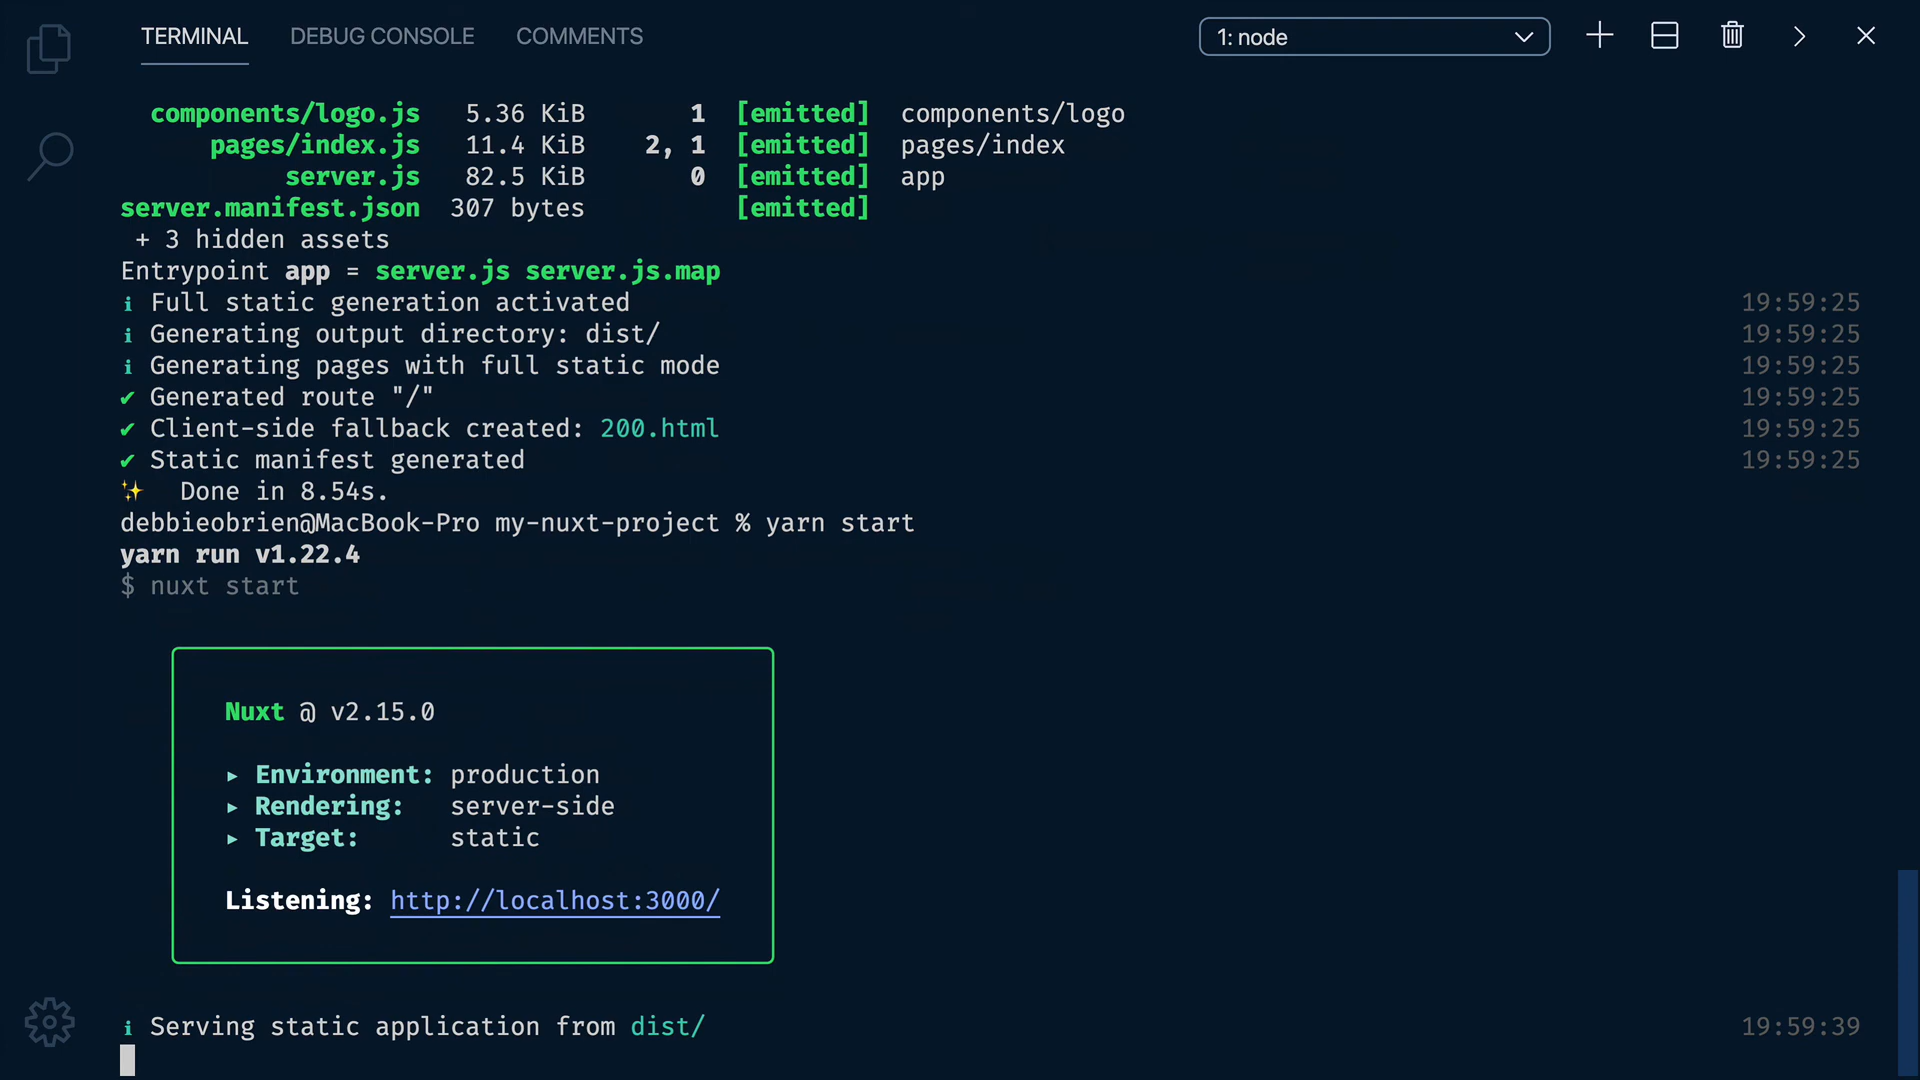 TERMINAL DEBUG CONSOLE COMMENTS 1: node
components/logo.js 5.36 KiB 1 [emitted] components/logo
pages/index.js 11.4 KiB 2, 1 [emitted] pages/index
server.js 82.5 KiB 0 [emitted] app
server.manifest.json 307 bytes [emitted]
+ 3 hidden assets
Entrypoint app = server.js server.js.map
ℹ Full static generation activated 19:59:25
ℹ Generating output directory: dist/ 19:59:25
ℹ Generating pages with full static mode 19:59:25
✔ Generated route "/" 19:59:25
✔ Client-side fallback created: 200.html 19:59:25
✔ Static manifest generated 19:59:25
✨ Done in 8.54s.
debbieobrien@MacBook-Pro my-nuxt-project % yarn start
yarn run v1.22.4
$ nuxt start
Nuxt @ v2.15.0
▸ Environment: production
▸ Rendering: server-side
▸ Target: static
Listening: http://localhost:3000/
ℹ Serving static application from dist/ 19:59:39